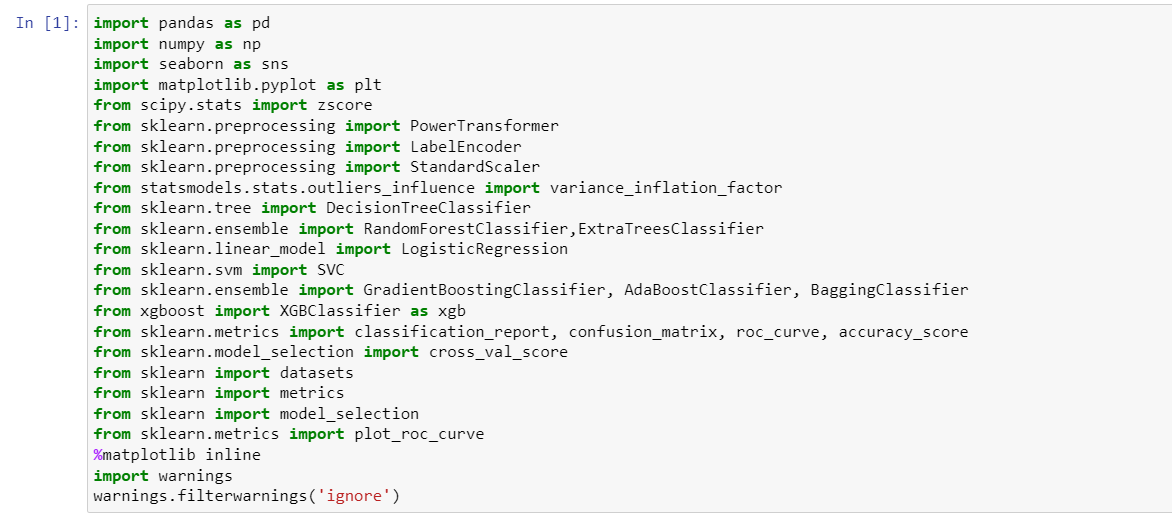 In [1]:
import pandas as pd
import numpy as np
import seaborn as sns
import matplotlib.pyplot as plt
from scipy.stats import zscore
from sklearn.preprocessing import PowerTransformer
from sklearn.preprocessing import LabelEncoder
from sklearn.preprocessing import StandardScaler
from statsmodels.stats.outliers_influence import variance_inflation_factor
from sklearn.tree import DecisionTreeClassifier
from sklearn.ensemble import RandomForestClassifier,ExtraTreesClassifier
from sklearn.linear_model import LogisticRegression
from sklearn.svm import SVC
from sklearn.ensemble import GradientBoostingClassifier, AdaBoostClassifier, BaggingClassifier
from xgboost import XGBClassifier as xgb
from sklearn.metrics import classification_report, confusion_matrix, roc_curve, accuracy_score
from sklearn.model_selection import cross_val_score
from sklearn import datasets
from sklearn import metrics
from sklearn import model_selection
from sklearn.metrics import plot_roc_curve
%matplotlib inline
import warnings
warnings.filterwarnings('ignore')